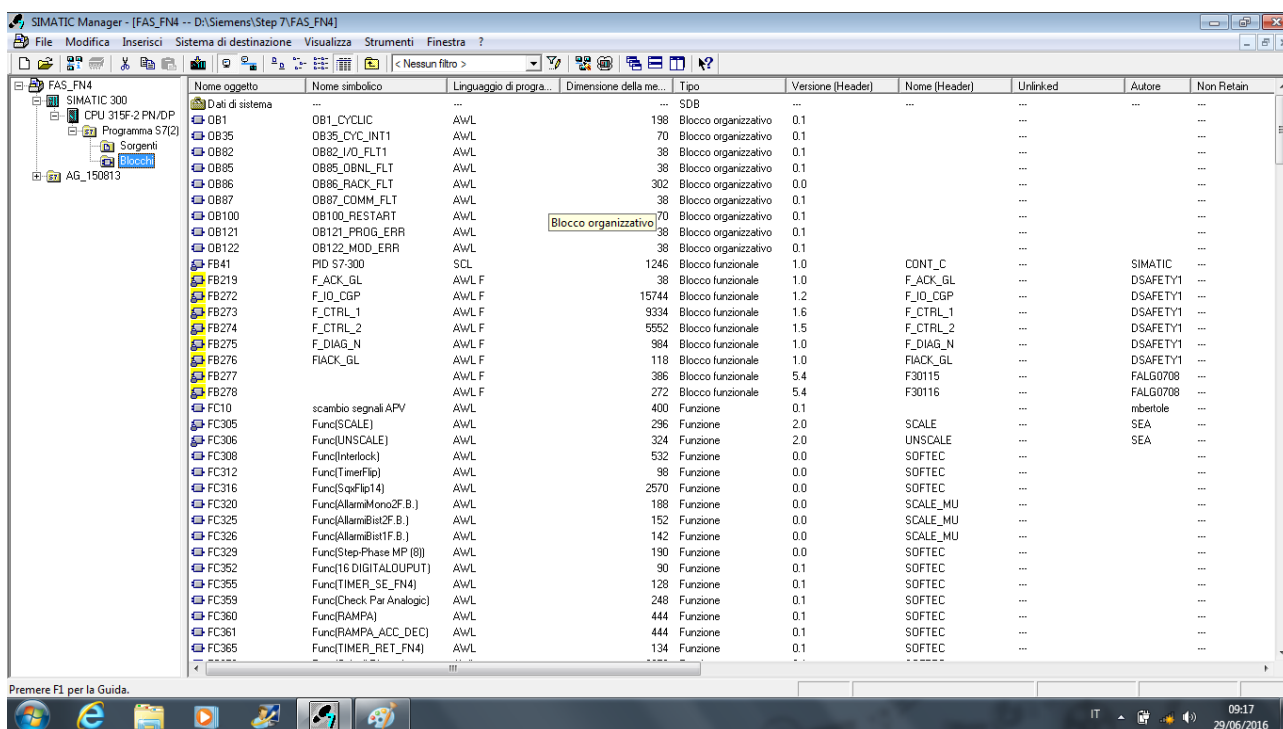 SIMATIC Manager - [FAS_FN4 -- D:\Siemens\Step 7\FAS_FN4]
File Modifica Inserisci Sistema di destinazione Visualizza Strumenti Finestra ?
< Nessun filtro >
FAS_FN4
SIMATIC 300
CPU 315F-2 PN/DP
Programma S7(2)
Sorgenti
Blocchi
AG_150813
Nome oggetto Nome simbolico Linguaggio di progra... Dimensione della me... Tipo Versione (Header) Nome (Header) Unlinked Autore Non Retain
Dati di sistema --- --- --- SDB --- --- --- --- ---
OB1 OB1_CYCLIC AWL 198 Blocco organizzativo 0.1 --- ---
OB35 OB35_CYC_INT1 AWL 70 Blocco organizzativo 0.1 --- ---
OB82 OB82_I/O_FLT1 AWL 38 Blocco organizzativo 0.1 --- ---
OB85 OB85_OBNL_FLT AWL 38 Blocco organizzativo 0.1 --- ---
OB86 OB86_RACK_FLT AWL 302 Blocco organizzativo 0.0 --- ---
OB87 OB87_COMM_FLT AWL 38 Blocco organizzativo 0.1 --- ---
OB100 OB100_RESTART AWL 70 Blocco organizzativo 0.1 --- ---
Blocco organizzativo
OB121 OB121_PROG_ERR AWL 38 Blocco organizzativo 0.1 --- ---
OB122 OB122_MOD_ERR AWL 38 Blocco organizzativo 0.1 --- ---
FB41 PID S7-300 SCL 1246 Blocco funzionale 1.0 CONT_C --- SIMATIC ---
FB219 F_ACK_GL AWL F 38 Blocco funzionale 1.0 F_ACK_GL --- DSAFETY1 ---
FB272 F_IO_CGP AWL F 15744 Blocco funzionale 1.2 F_IO_CGP --- DSAFETY1 ---
FB273 F_CTRL_1 AWL F 9334 Blocco funzionale 1.6 F_CTRL_1 --- DSAFETY1 ---
FB274 F_CTRL_2 AWL F 5552 Blocco funzionale 1.5 F_CTRL_2 --- DSAFETY1 ---
FB275 F_DIAG_N AWL F 984 Blocco funzionale 1.0 F_DIAG_N --- DSAFETY1 ---
FB276 FIACK_GL AWL F 118 Blocco funzionale 1.0 FIACK_GL --- DSAFETY1 ---
FB277 AWL F 386 Blocco funzionale 5.4 F30115 --- FALG0708 ---
FB278 AWL F 272 Blocco funzionale 5.4 F30116 --- FALG0708 ---
FC10 scambio segnali APV AWL 400 Funzione 0.1 --- mbertole ---
FC305 Func(SCALE) AWL 296 Funzione 2.0 SCALE --- SEA ---
FC306 Func(UNSCALE) AWL 324 Funzione 2.0 UNSCALE --- SEA ---
FC308 Func(Interlock) AWL 532 Funzione 0.0 SOFTEC --- ---
FC312 Func(TimerFlip) AWL 98 Funzione 0.0 SOFTEC --- ---
FC316 Func(SqxFlip14) AWL 2570 Funzione 0.0 SOFTEC --- ---
FC320 Func(AllarmiMono2F.B.) AWL 188 Funzione 0.0 SCALE_MU --- ---
FC325 Func(AllarmiBist2F.B.) AWL 152 Funzione 0.0 SCALE_MU --- ---
FC326 Func(AllarmiBist1F.B.) AWL 142 Funzione 0.0 SCALE_MU --- ---
FC329 Func(Step-Phase MP (8)) AWL 190 Funzione 0.0 SOFTEC --- ---
FC352 Func(16 DIGITALOUPUT) AWL 90 Funzione 0.1 SOFTEC --- ---
FC355 Func(TIMER_SE_FN4) AWL 128 Funzione 0.1 SOFTEC --- ---
FC359 Func(Check Par Analogic) AWL 248 Funzione 0.1 SOFTEC --- ---
FC360 Func(RAMPA) AWL 444 Funzione 0.1 SOFTEC --- ---
FC361 Func(RAMPA_ACC_DEC) AWL 444 Funzione 0.1 SOFTEC --- ---
FC365 Func(TIMER_RET_FN4) AWL 134 Funzione 0.1 SOFTEC --- ---
Premere F1 per la Guida.
IT
09:17
29/06/2016